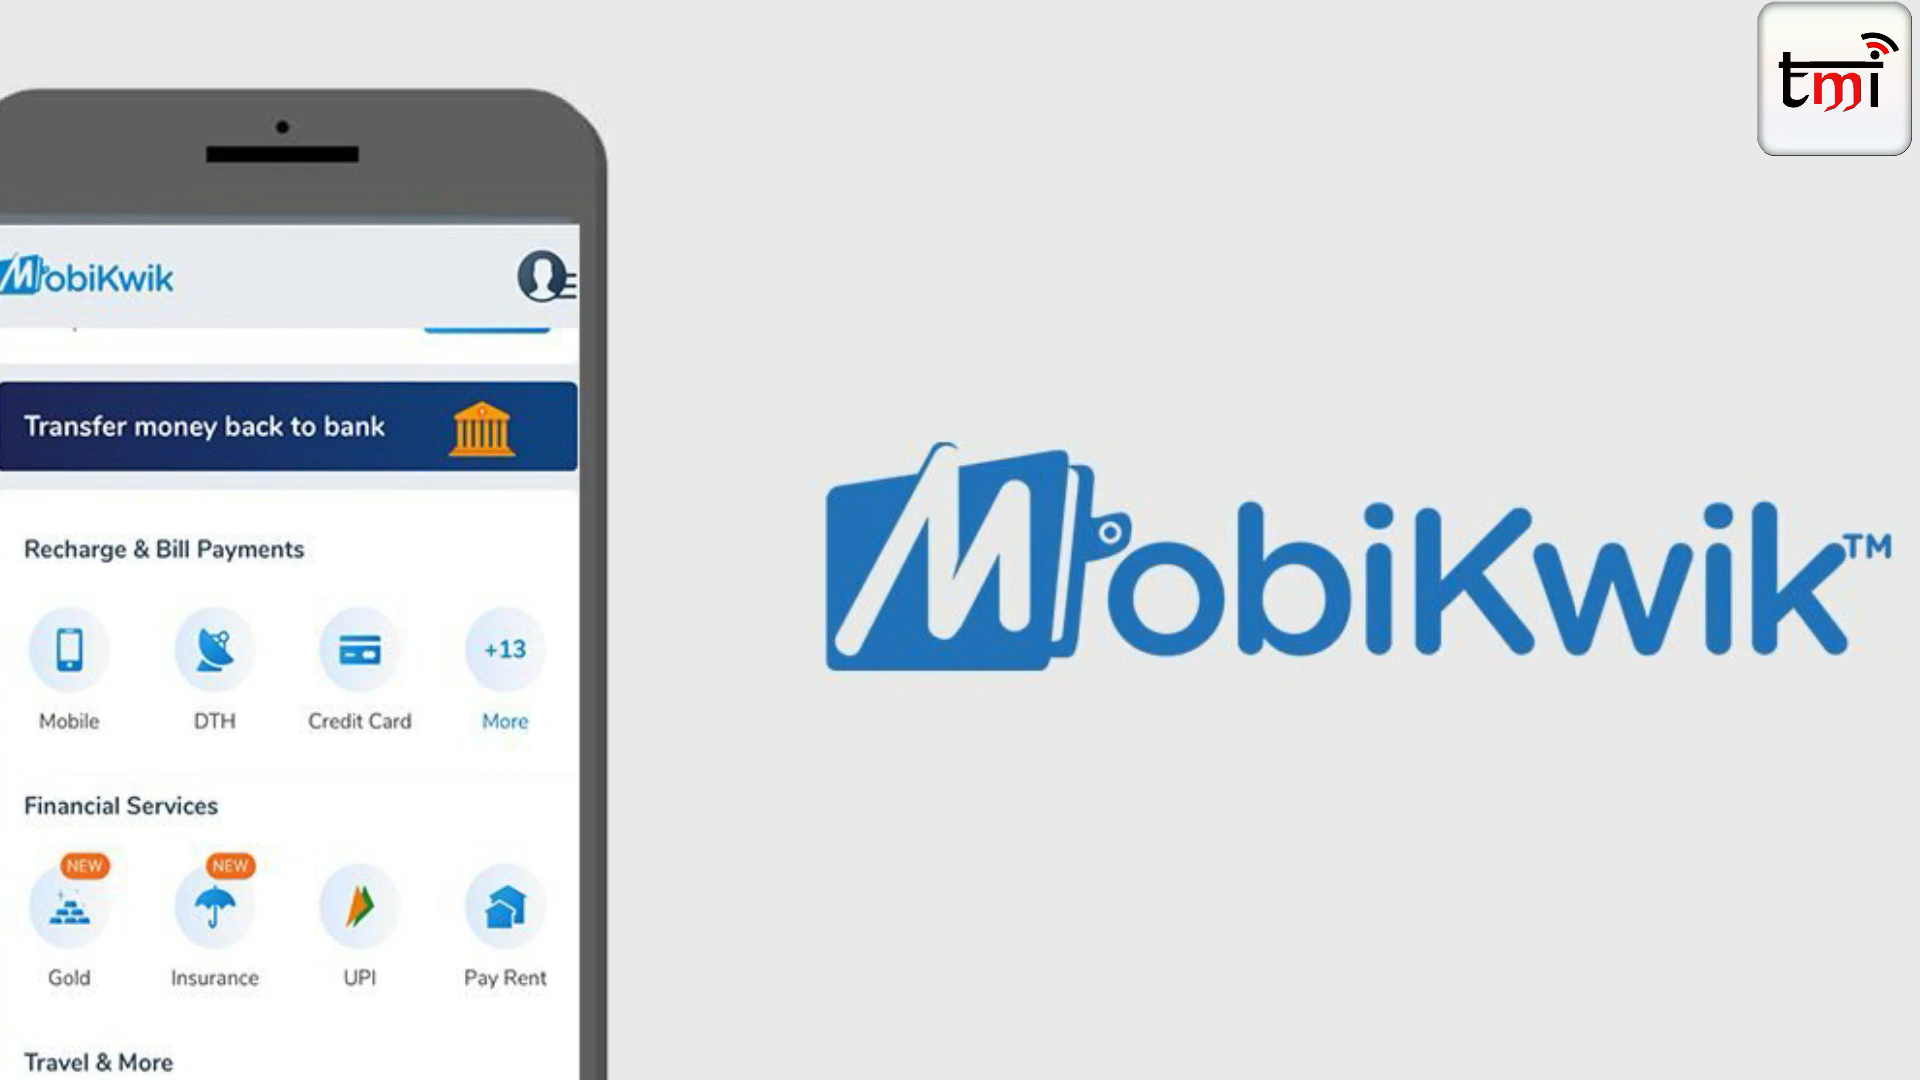 tmi
MobiKwik
Transfer money back to bank
Recharge & Bill Payments
Mobile DTH Credit Card +13 More
Financial Services
NEW NEW
Gold Insurance UPI Pay Rent
Travel & More
MobiKwik™